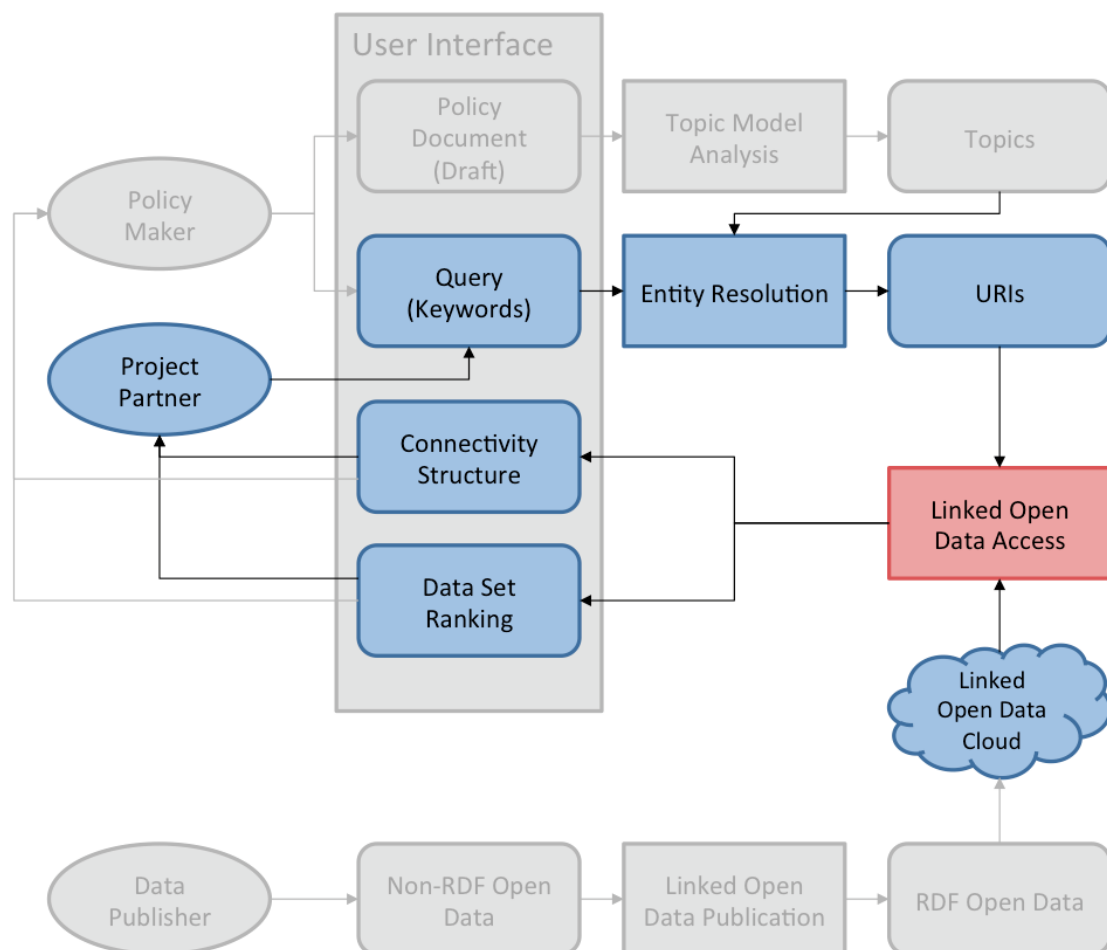 User Interface
Policy
Document
(Draft)
Topic Model
Analysis
Topics
Policy
Maker
Query
(Keywords)
Entity Resolution
URIs
Project
Partner
Connectivity
Structure
Linked Open
Data Access
Data Set
Ranking
Linked
Open Data
Cloud
Data
Publisher
Non-RDF Open
Data
Linked Open
Data Publication
RDF Open Data